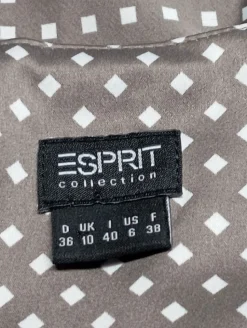 ESPRIT
collection
D UK I US F
36 10 40 6 38